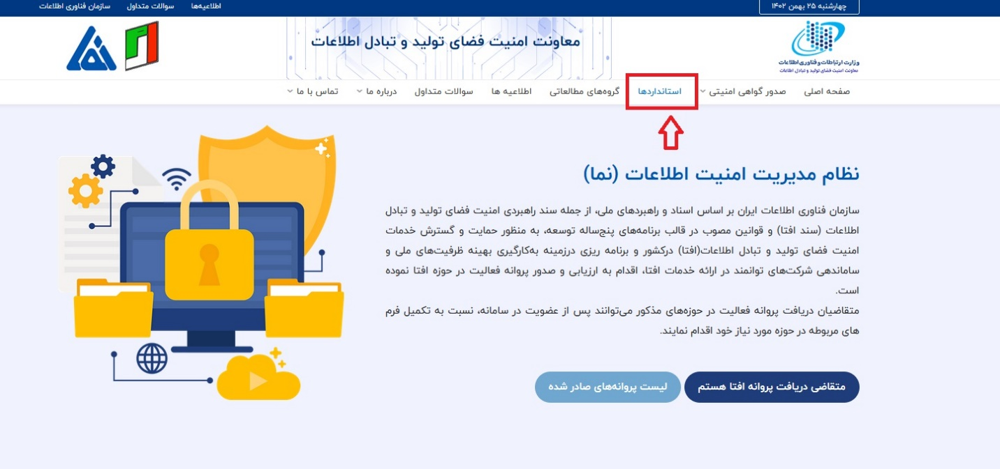 چهارشنبه ۲۵ بهمن ۱۴۰۲
اطلاعیه‌ها
سوالات متداول
سازمان فناوری اطلاعات
وزارت ارتباطات و فناوری اطلاعات
معاونت امنیت فضای تولید و تبادل اطلاعات
معاونت امنیت فضای تولید و تبادل اطلاعات
صفحه اصلی
صدور گواهی امنیتی
استانداردها
گروه‌های مطالعاتی
اطلاعیه ها
سوالات متداول
درباره ما
تماس با ما
نظام مدیریت امنیت اطلاعات (نما)
سازمان فناوری اطلاعات ایران بر اساس اسناد و راهبردهای ملی، از جمله سند راهبردی امنیت فضای تولید و تبادل
اطلاعات (سند افتا) و قوانین مصوب در قالب برنامه‌های پنج‌ساله توسعه، به منظور حمایت و گسترش خدمات
امنیت فضای تولید و تبادل اطلاعات(افتا) درکشور و برنامه ریزی درزمینه به‌کارگیری بهینه ظرفیت‌های ملی و
ساماندهی شرکت‌های توانمند در ارائه خدمات افتا، اقدام به ارزیابی و صدور پروانه فعالیت در حوزه افتا نموده
است.
متقاضیان دریافت پروانه فعالیت در حوزه‌های مذکور می‌توانند پس از عضویت در سامانه، نسبت به تکمیل فرم
های مربوطه در حوزه مورد نیاز خود اقدام نمایند.
متقاضی دریافت پروانه افتا هستم
لیست پروانه‌های صادر شده